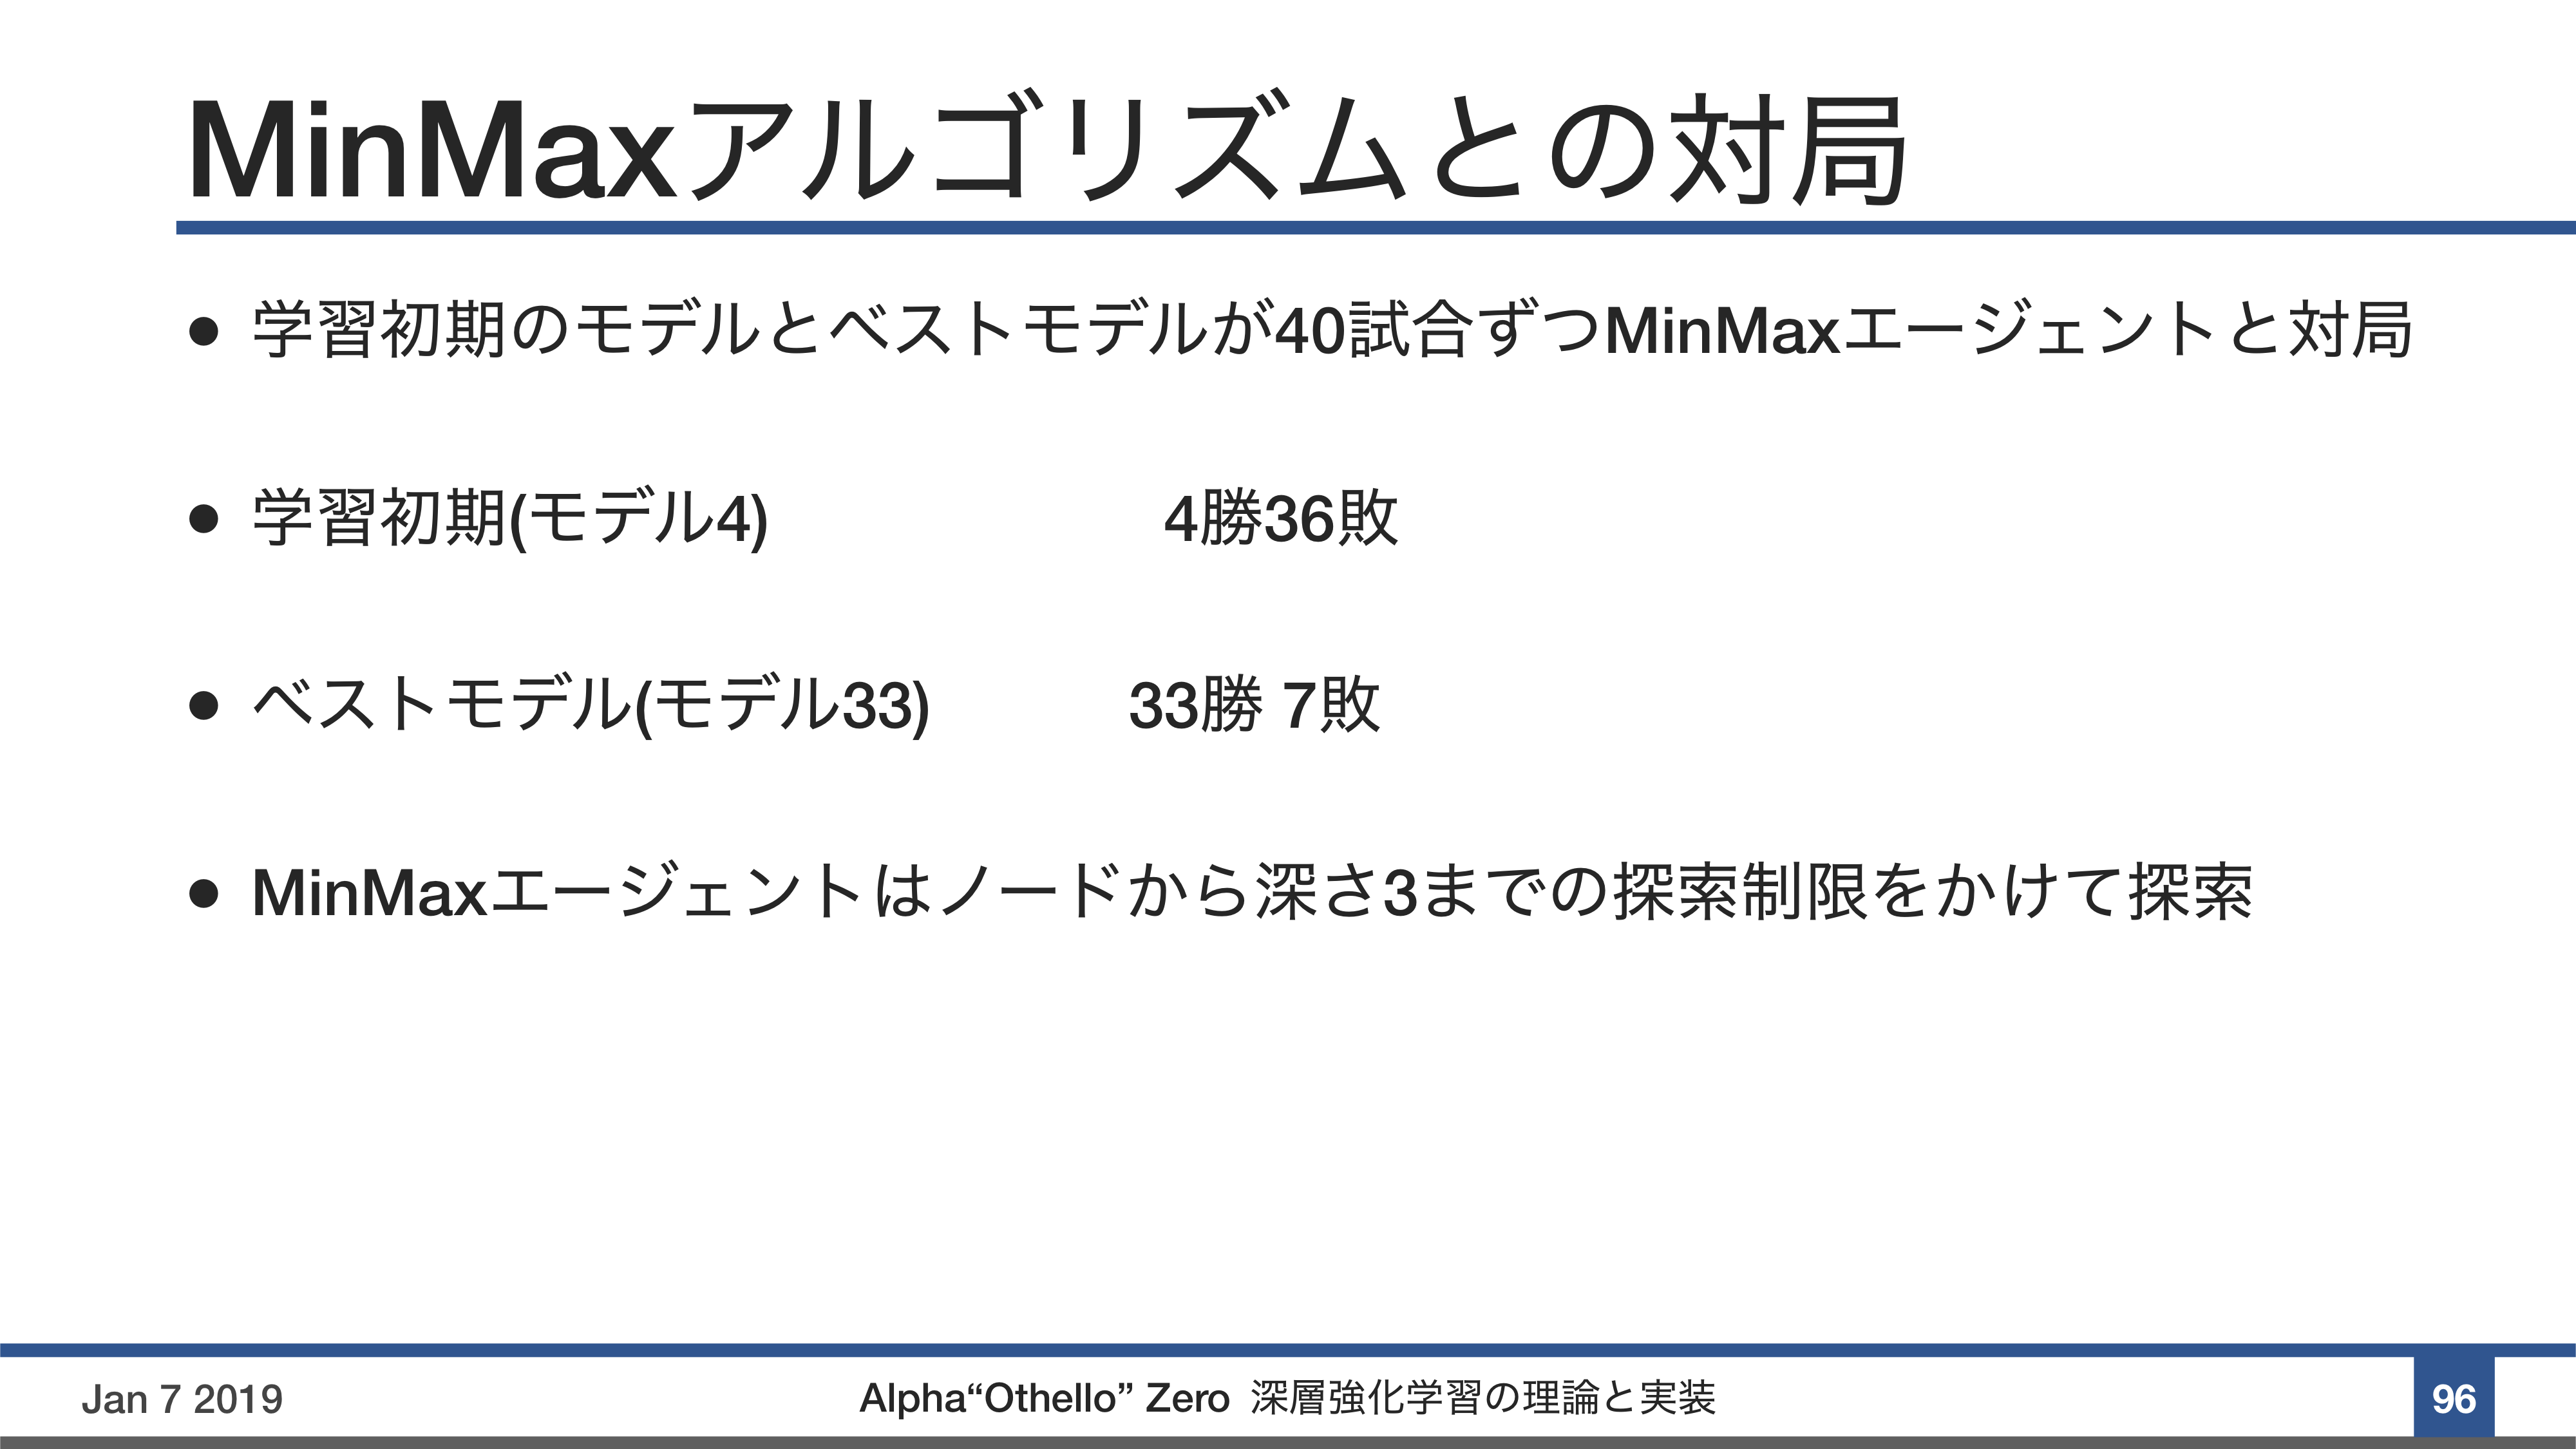 MinMaxアルゴリズムとの対局
● 学習初期のモデルとベストモデルが40試合ずつMinMaxエージェントと対局
● 学習初期(モデル4) 4勝36敗
● ベストモデル(モデル33) 33勝 7敗
● MinMaxエージェントはノードから深さ3までの探索制限をかけて探索
Jan 7 2019
Alpha“Othello” Zero 深層強化学習の理論と実装
96